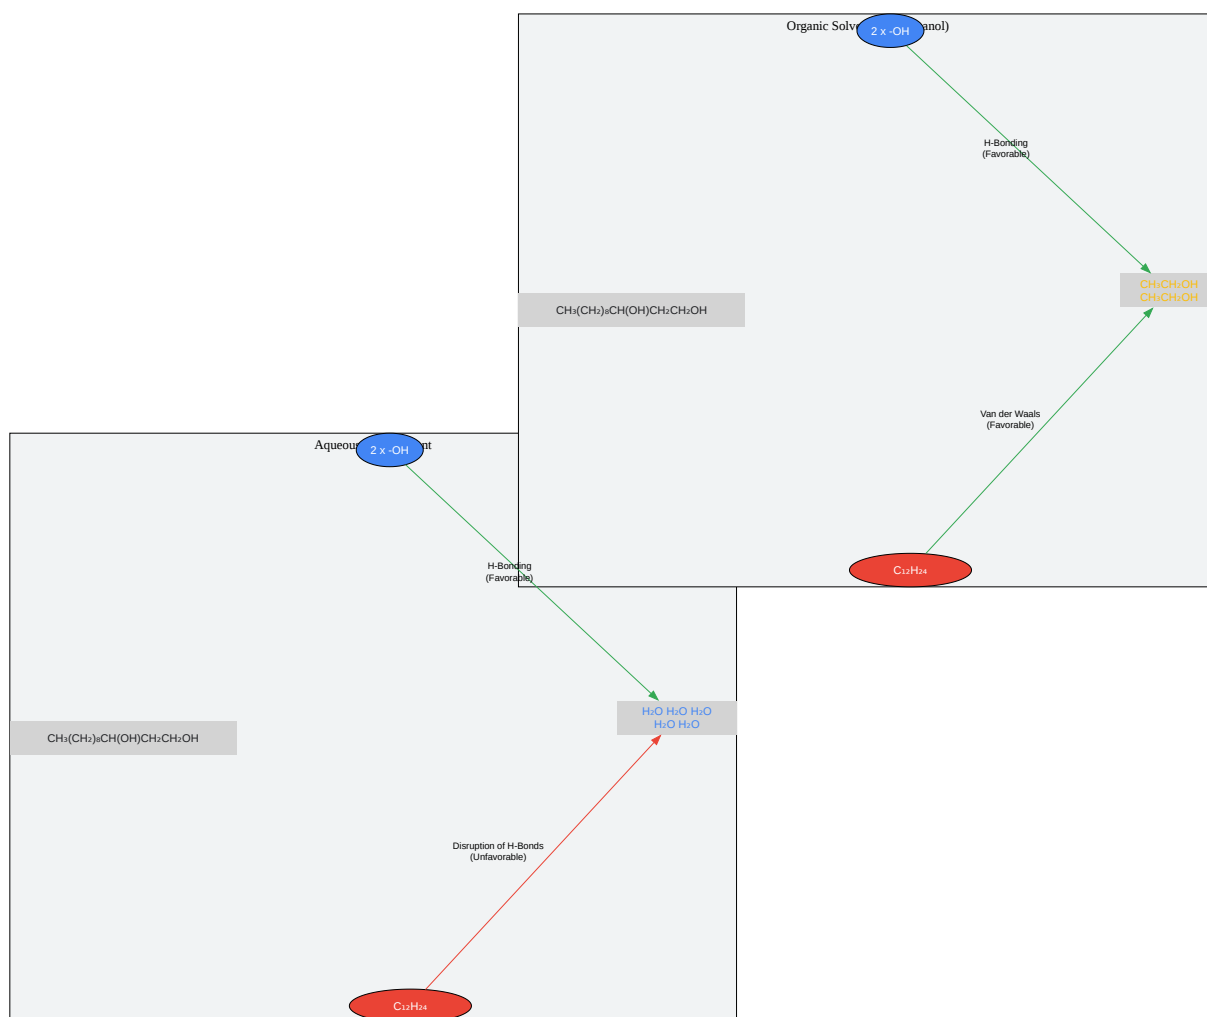 Organic Solve anol)
2 x -OH
H-Bonding
(Favorable)
CH₃CH₂OH
CH₃CH₂OH
CH₃(CH₂)₈CH(OH)CH₂CH₂OH
Van der Waals
(Favorable)
C₁₂H₂₄
Aqueous nt
2 x -OH
H-Bonding
(Favorable)
H₂O H₂O H₂O
H₂O H₂O
CH₃(CH₂)₈CH(OH)CH₂CH₂OH
Disruption of H-Bonds
(Unfavorable)
C₁₂H₂₄